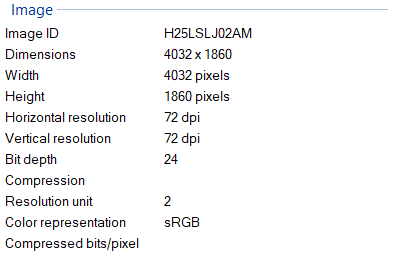 Image
Image ID H25LSLJ02AM
Dimensions 4032 x 1860
Width 4032 pixels
Height 1860 pixels
Horizontal resolution 72 dpi
Vertical resolution 72 dpi
Bit depth 24
Compression
Resolution unit 2
Color representation sRGB
Compressed bits/pixel